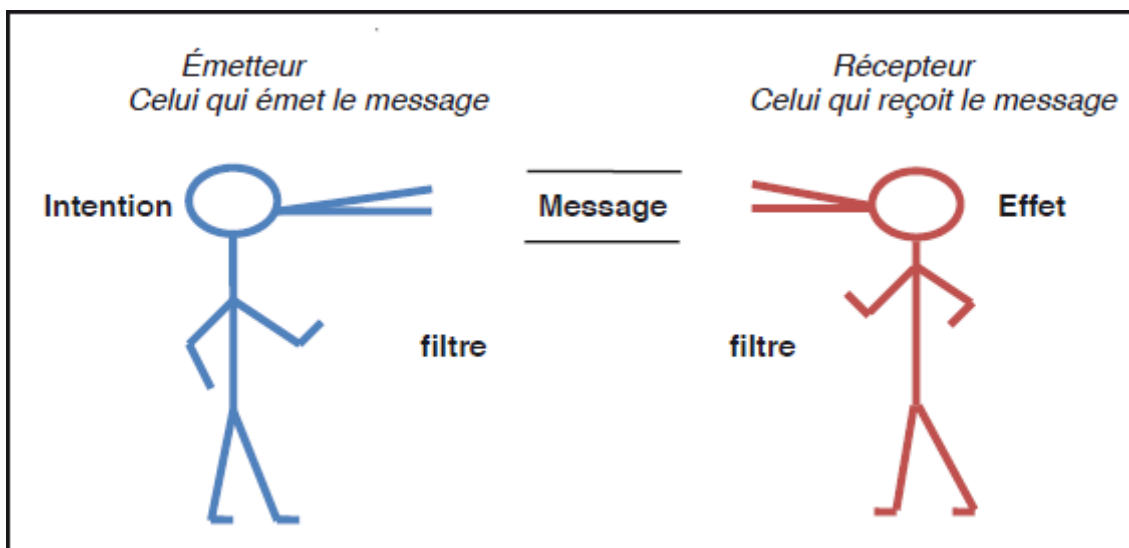 Émetteur
Celui qui émet le message
Récepteur
Celui qui reçoit le message
Intention
Message
Effet
filtre
filtre